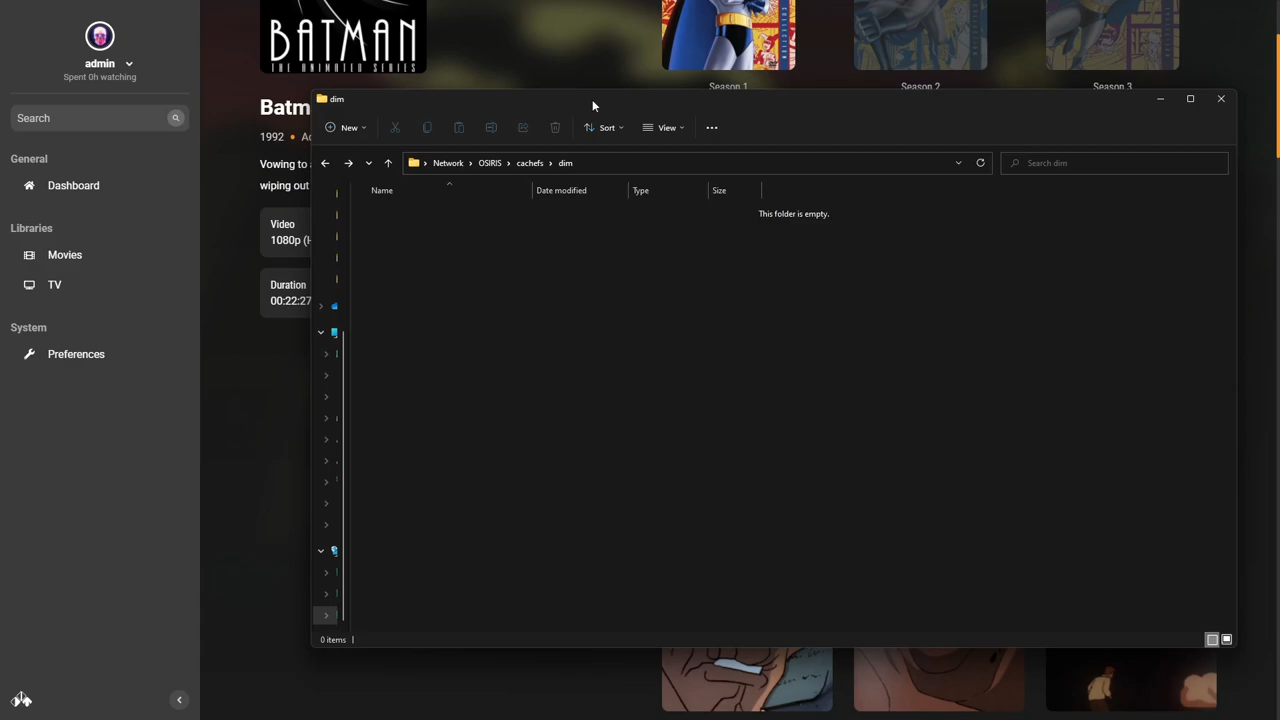 admin
Spent 0h watching
Search
General
Dashboard
Libraries
Movies
TV
System
Preferences
BATMAN
THE ANIMATED SERIES
Batm
1992 •
Vowing to
wiping out
Video
1080p (H
Duration
00:22:27
Season 1
Season 2
Season 3
dim
New
Sort
View
Network
OSIRIS
cachefs
dim
Search dim
Name
Date modified
Type
Size
This folder is empty.
0 items